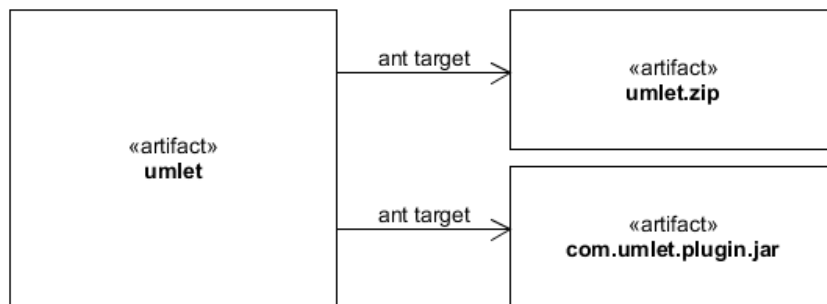 «artifact»
umlet
ant target
«artifact»
umlet.zip
ant target
«artifact»
com.umlet.plugin.jar